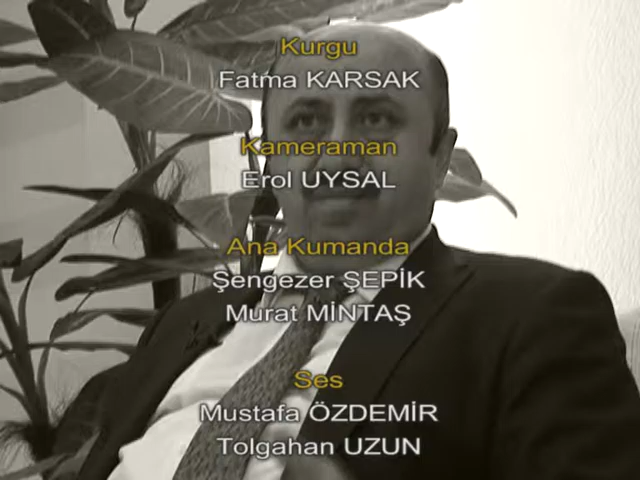 Kurgu
Fatma KARSAK
Kameraman
Erol UYSAL
Ana Kumanda
Şengezer ŞEPİK
Murat MİNTAŞ
Ses
Mustafa ÖZDEMİR
Tolgahan UZUN